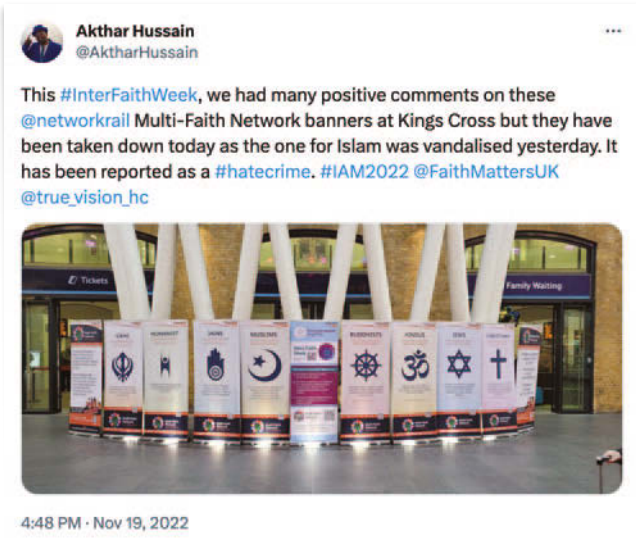 Akthar Hussain
@AktharHussain
This #InterFaithWeek, we had many positive comments on these
@networkrail Multi-Faith Network banners at Kings Cross but they have
been taken down today as the one for Islam was vandalised yesterday. It
has been reported as a #hatecrime. #IAM2022 @FaithMattersUK
@true_vision_hc
Tickets
Family Waiting
HUMANIST
JAINS
MUSLIMS
BUDDHISTS
HINDUS
4:48 PM · Nov 19, 2022